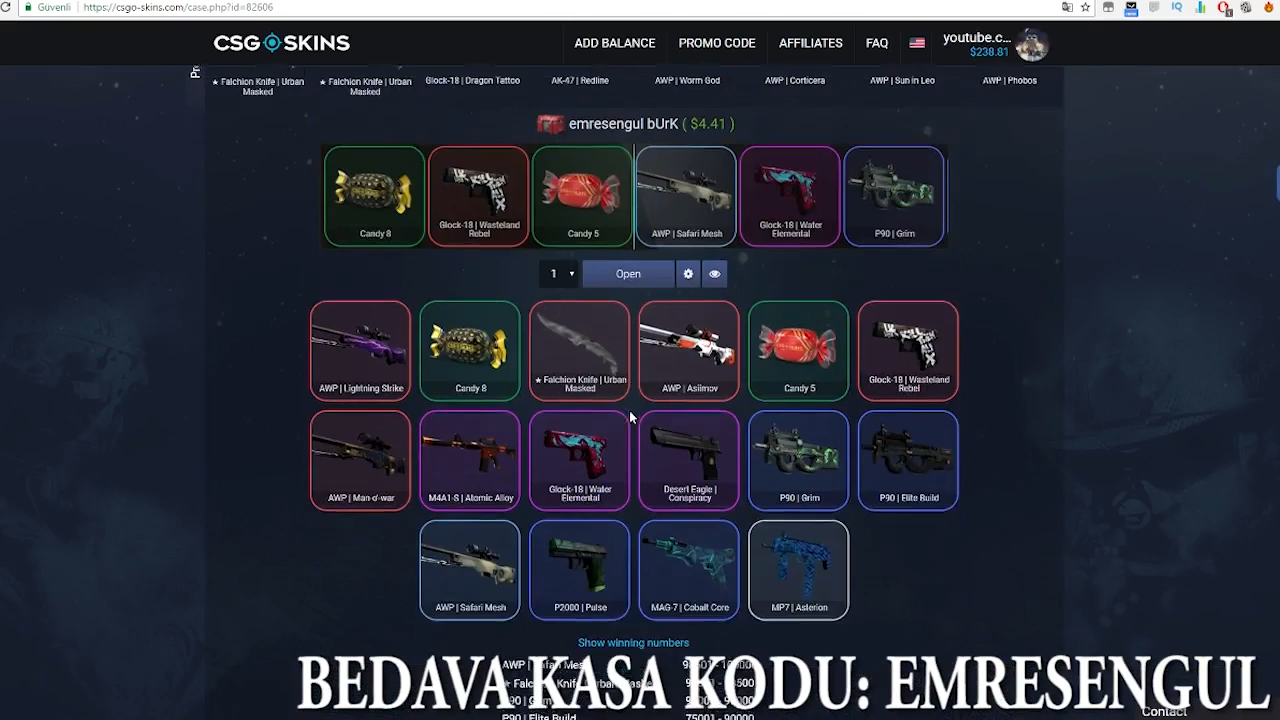 Güvenli
https://csgo-skins.com/case.php?id=82606
CSGO SKINS
ADD BALANCE
PROMO CODE
AFFILIATES
FAQ
youtube.c...
$238.81
★ Falchion Knife | Urban
Masked
★ Falchion Knife | Urban
Masked
Glock-18 | Dragon Tattoo
AK-47 | Redline
AWP | Worm God
AWP | Corticera
AWP | Sun in Leo
AWP | Phobos
emresengul bUrK ( $4.41 )
Candy 8
Glock-18 | Wasteland
Rebel
Candy 5
AWP | Safari Mesh
Glock-18 | Water
Elemental
P90 | Grim
1
Open
AWP | Lightning Strike
Candy 8
★ Falchion Knife | Urban
Masked
AWP | Asiimov
Candy 5
Glock-18 | Wasteland
Rebel
AWP | Man-o'-war
M4A1-S | Atomic Alloy
Glock-18 | Water
Elemental
Desert Eagle |
Conspiracy
P90 | Grim
P90 | Elite Build
AWP | Safari Mesh
P2000 | Pulse
MAG-7 | Cobalt Core
MP7 | Asterion
Show winning numbers
BEDAVA KASA KODU: EMRESENGUL
P90 | Elite Build
75001 - 90000
Contact